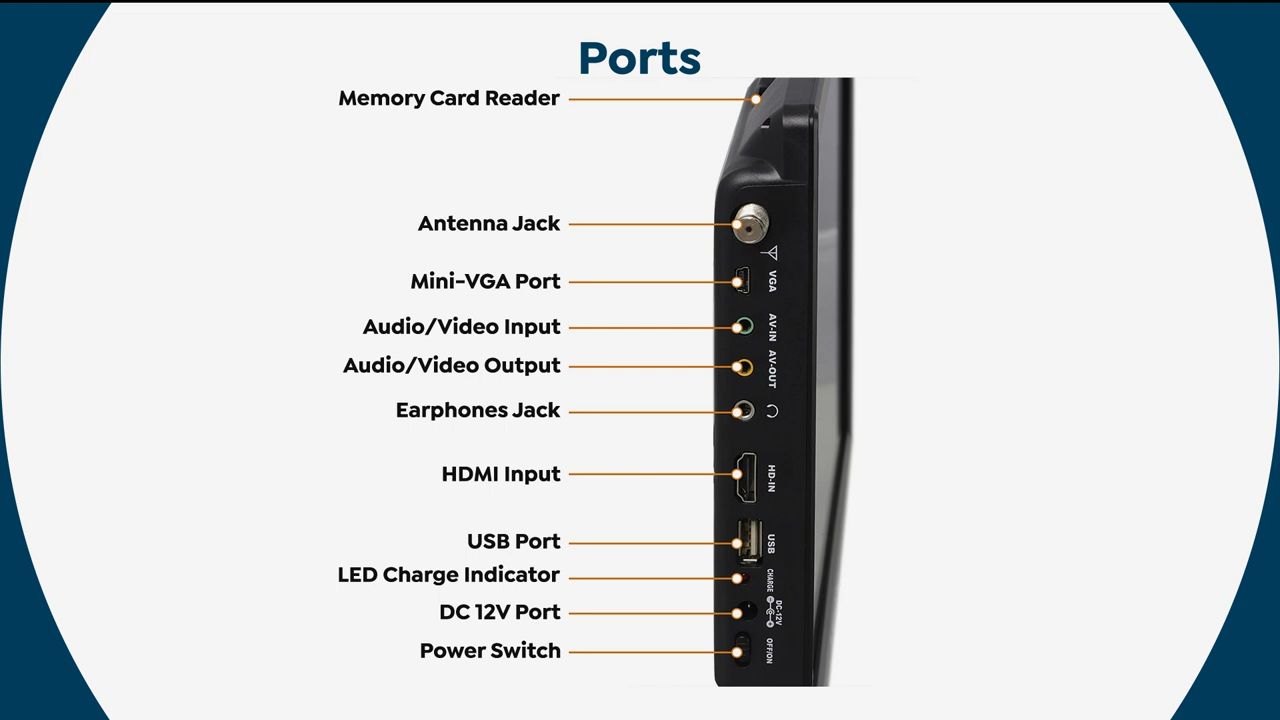 Ports
Memory Card Reader
Antenna Jack
Mini-VGA Port
VGA
Audio/Video Input
AV-IN
Audio/Video Output
AV-OUT
Earphones Jack
HDMI Input
HD-IN
USB Port
USB
LED Charge Indicator
CHARGE
DC 12V Port
DC-12V
Power Switch
OFF/ON